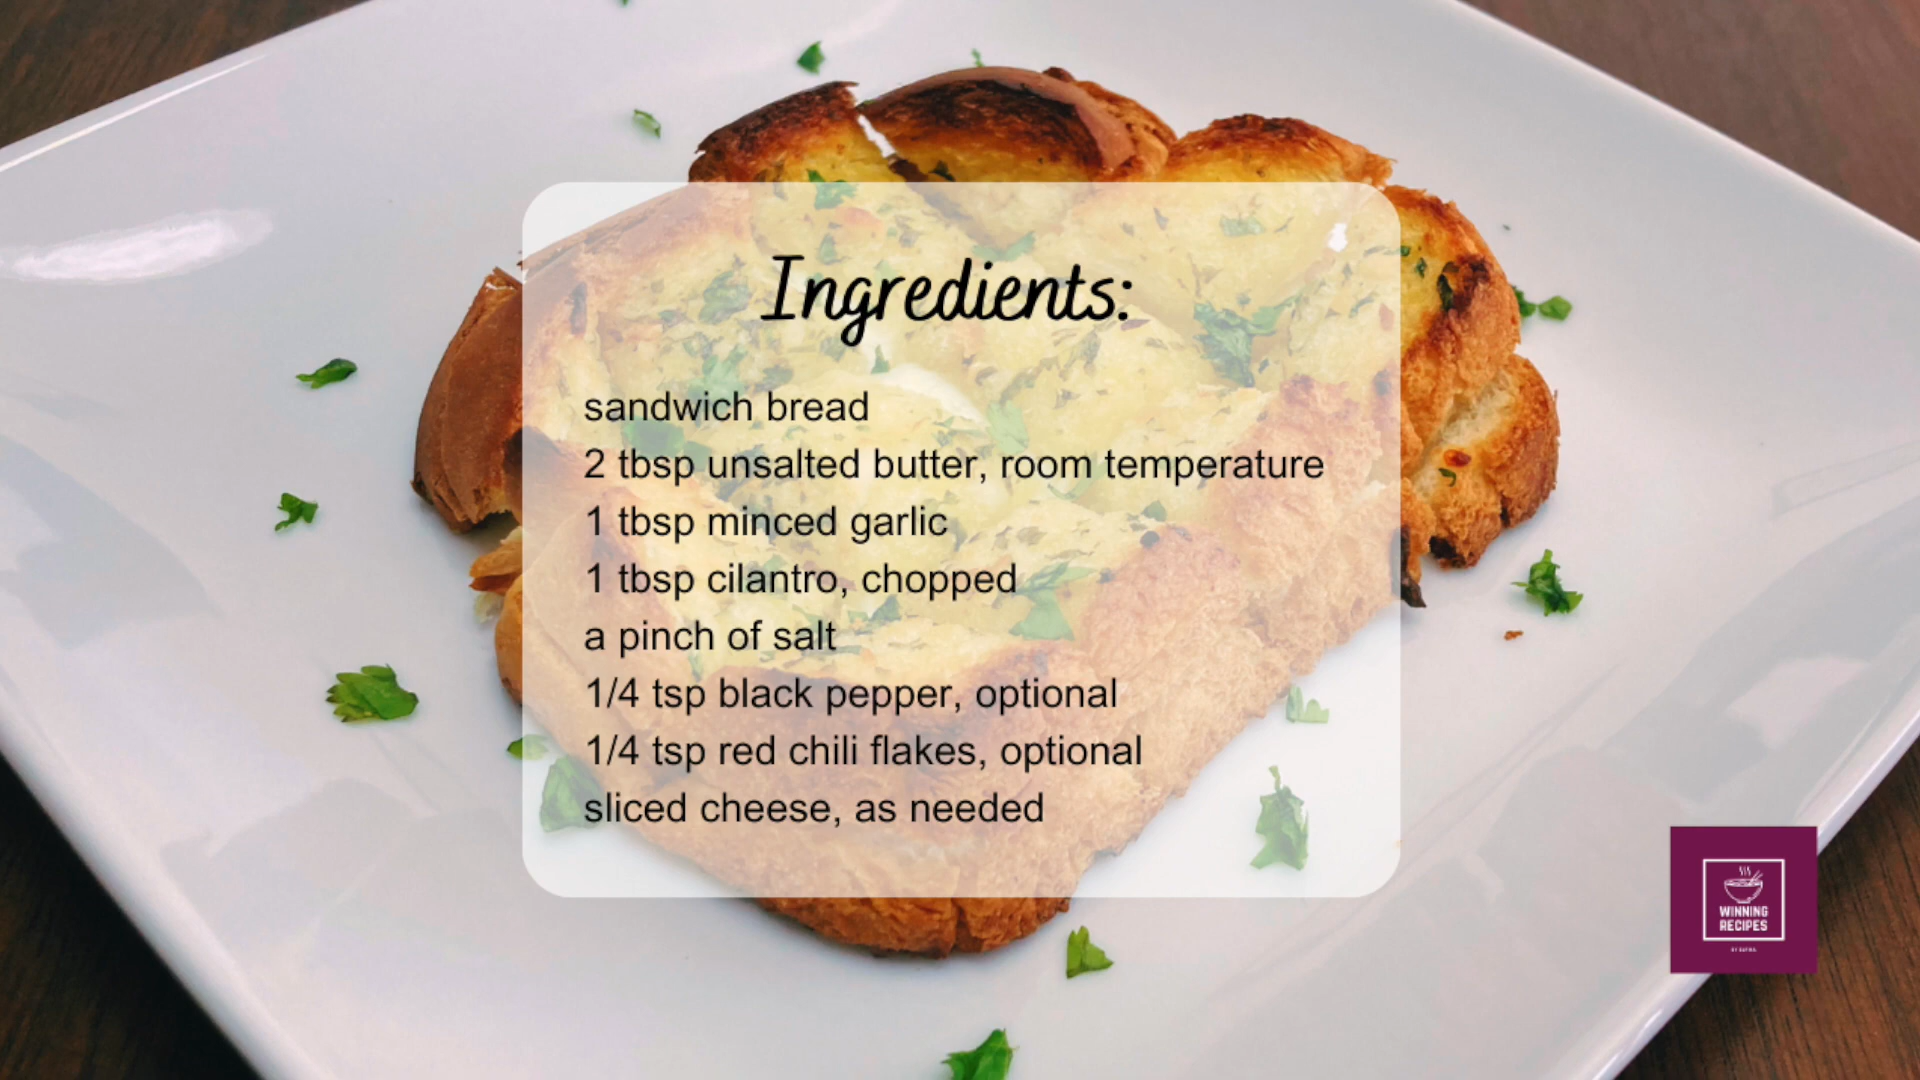 Ingredients:
sandwich bread
2 tbsp unsalted butter, room temperature
1 tbsp minced garlic
1 tbsp cilantro, chopped
a pinch of salt
1/4 tsp black pepper, optional
1/4 tsp red chili flakes, optional
sliced cheese, as needed
WINNING
RECIPES